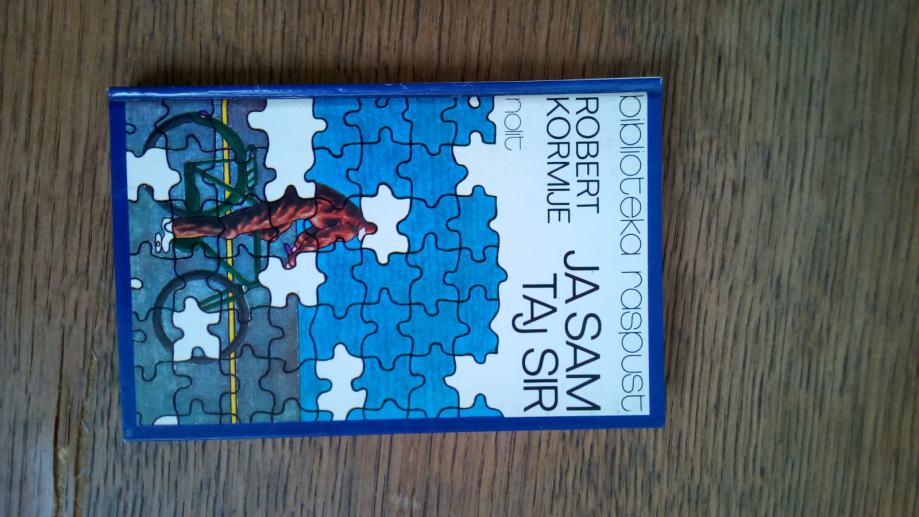 biblioteka raspust
ROBERT
KORMIJE
JA SAM
TAJ SIR
nolit